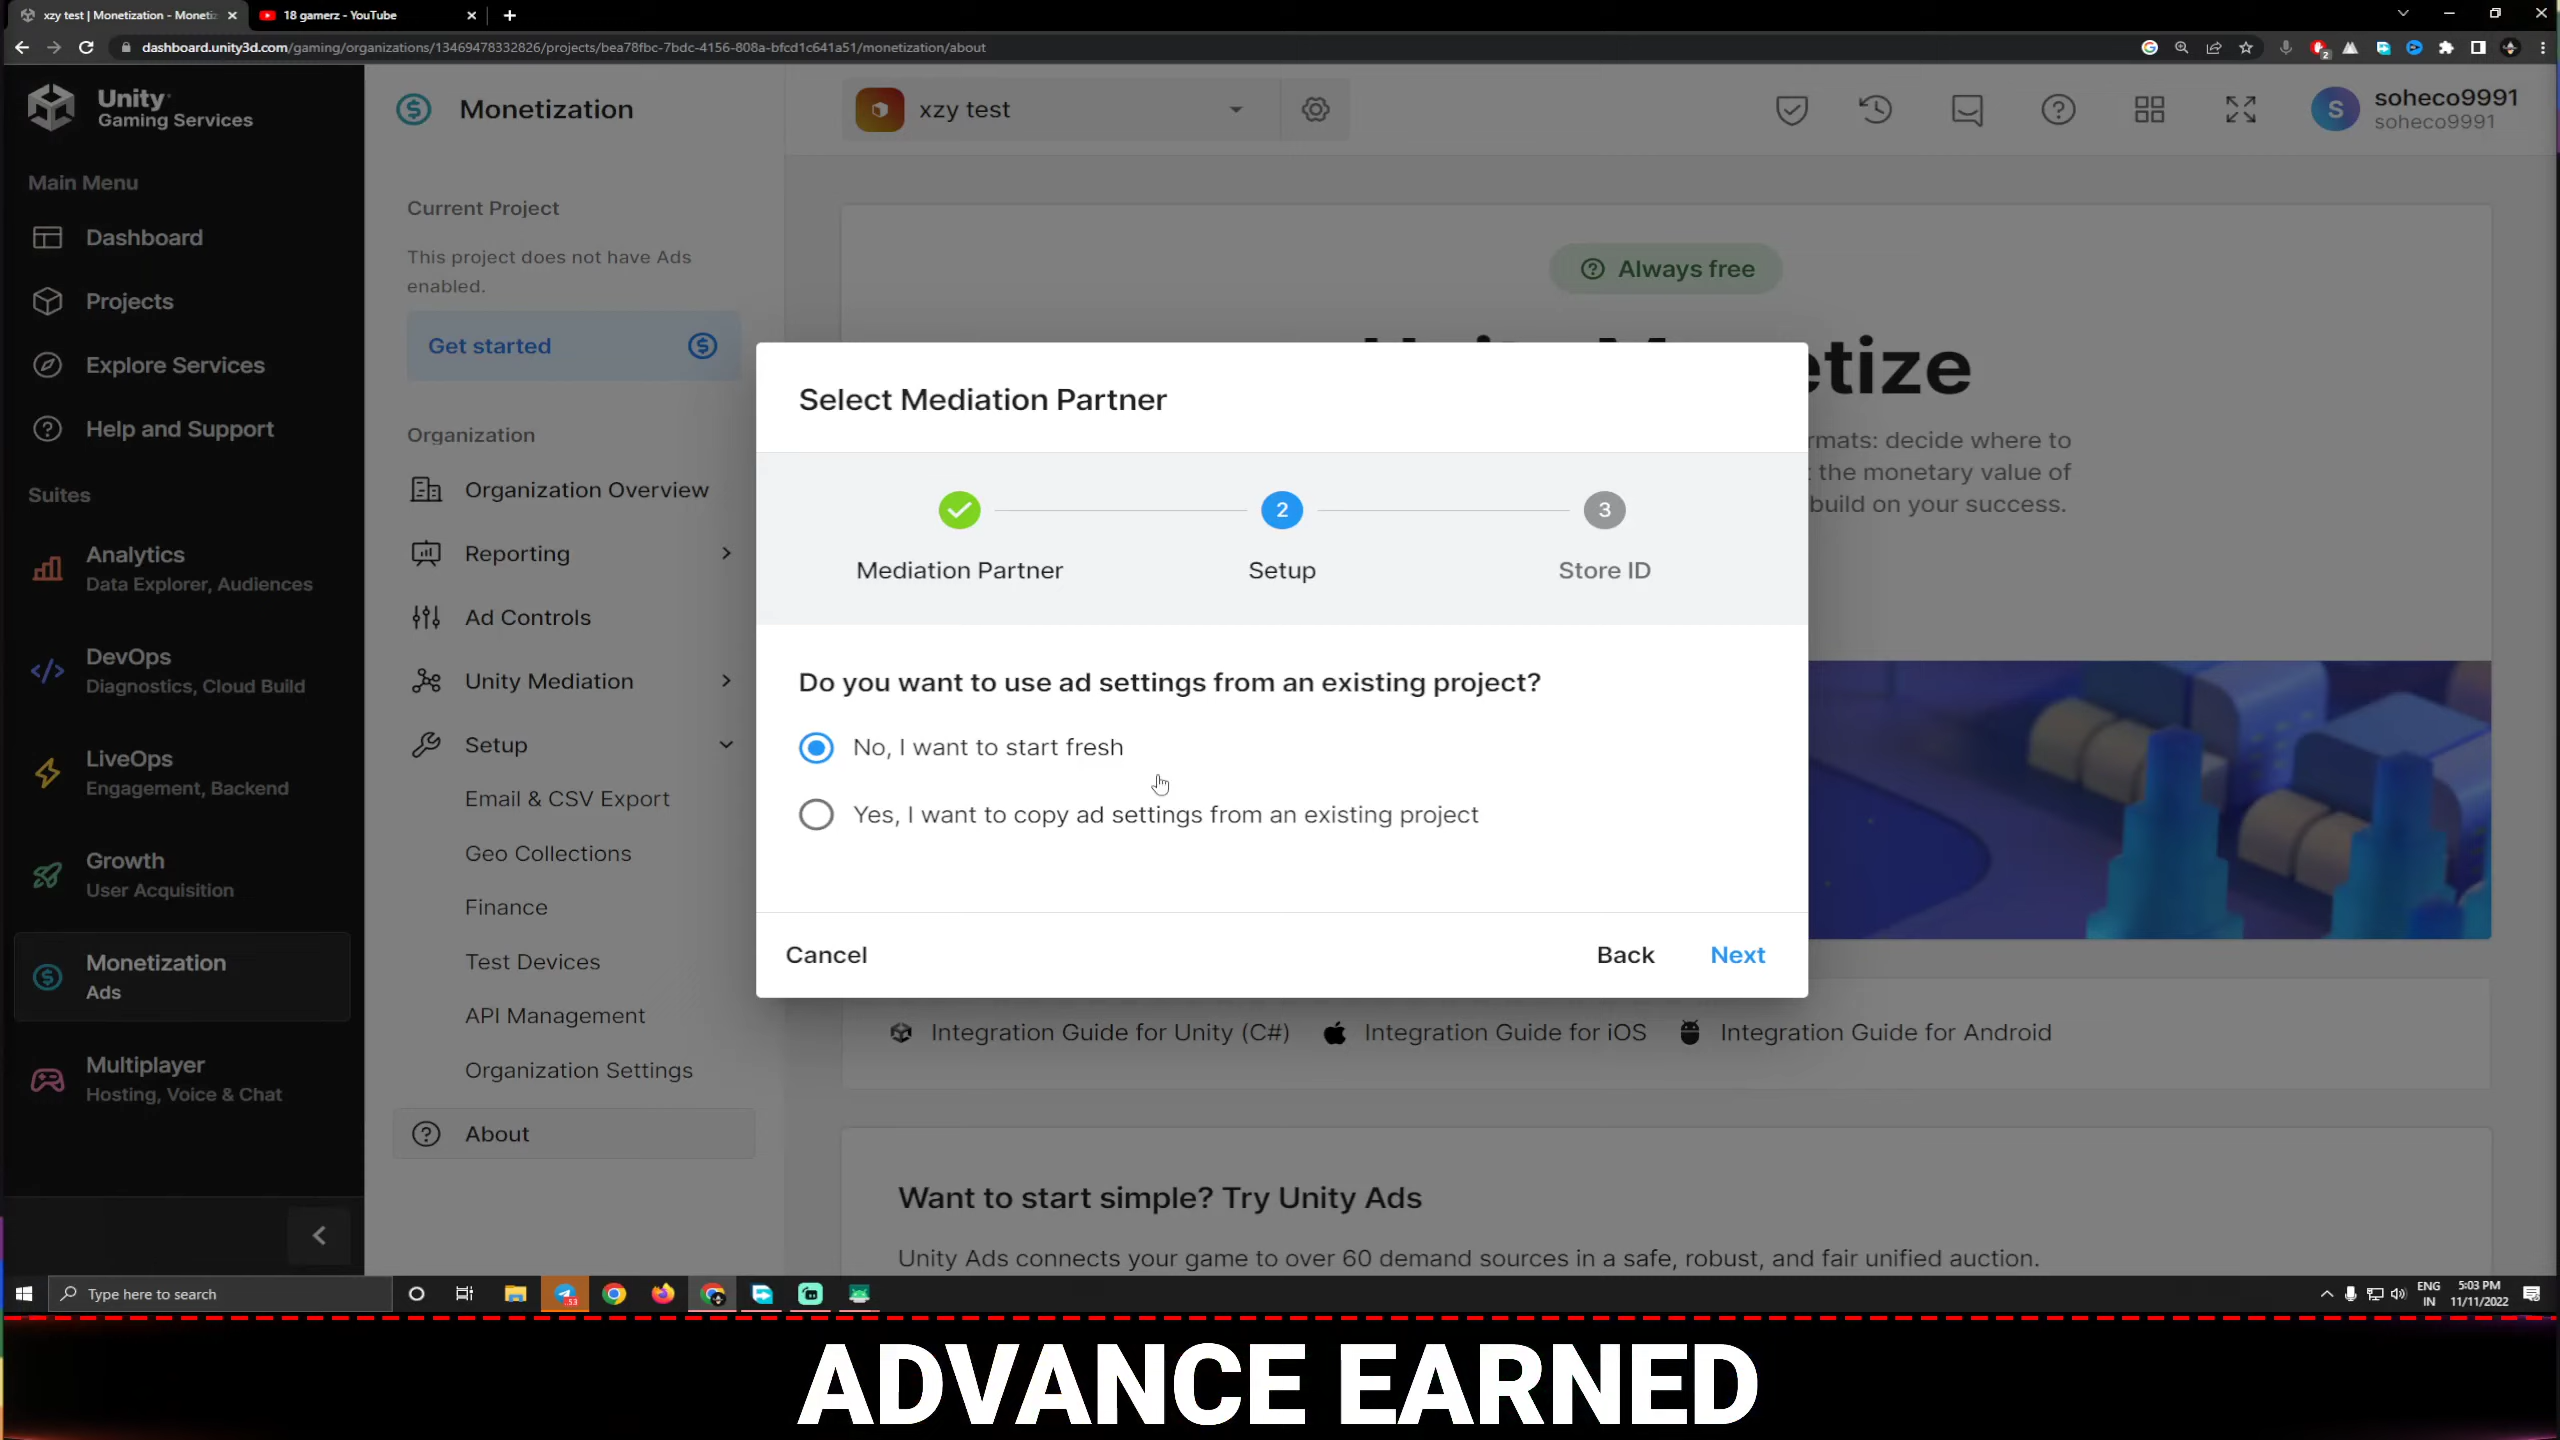 xzy test | Monetization - Moneti
18 gamerz - YouTube
dashboard.unity3d.com/gaming/organizations/13469478332826/projects/bea78fbc-7bdc-4156-808a-bfcd1c641a51/monetization/about
Unity
Gaming Services
Main Menu
Dashboard
Projects
Explore Services
Help and Support
Suites
Analytics
Data Explorer, Audiences
DevOps
Diagnostics, Cloud Build
LiveOps
Engagement, Backend
Growth
User Acquisition
Monetization
Ads
Multiplayer
Hosting, Voice & Chat
Monetization
Current Project
This project does not have Ads
enabled.
Get started
Organization
Organization Overview
Reporting
Ad Controls
Unity Mediation
Setup
Email & CSV Export
Geo Collections
Finance
Test Devices
API Management
Organization Settings
About
xzy test
S
soheco9991
soheco9991
Always free
etize
rmats: decide where to
the monetary value of
build on your success.
Select Mediation Partner
2
3
Mediation Partner
Setup
Store ID
Do you want to use ad settings from an existing project?
No, I want to start fresh
Yes, I want to copy ad settings from an existing project
Cancel
Back
Next
Integration Guide for Unity (C#)
Integration Guide for iOS
Integration Guide for Android
Want to start simple? Try Unity Ads
Unity Ads connects your game to over 60 demand sources in a safe, robust, and fair unified auction.
Type here to search
53
ENG
IN
5:03 PM
11/11/2022
ADVANCE EARNED